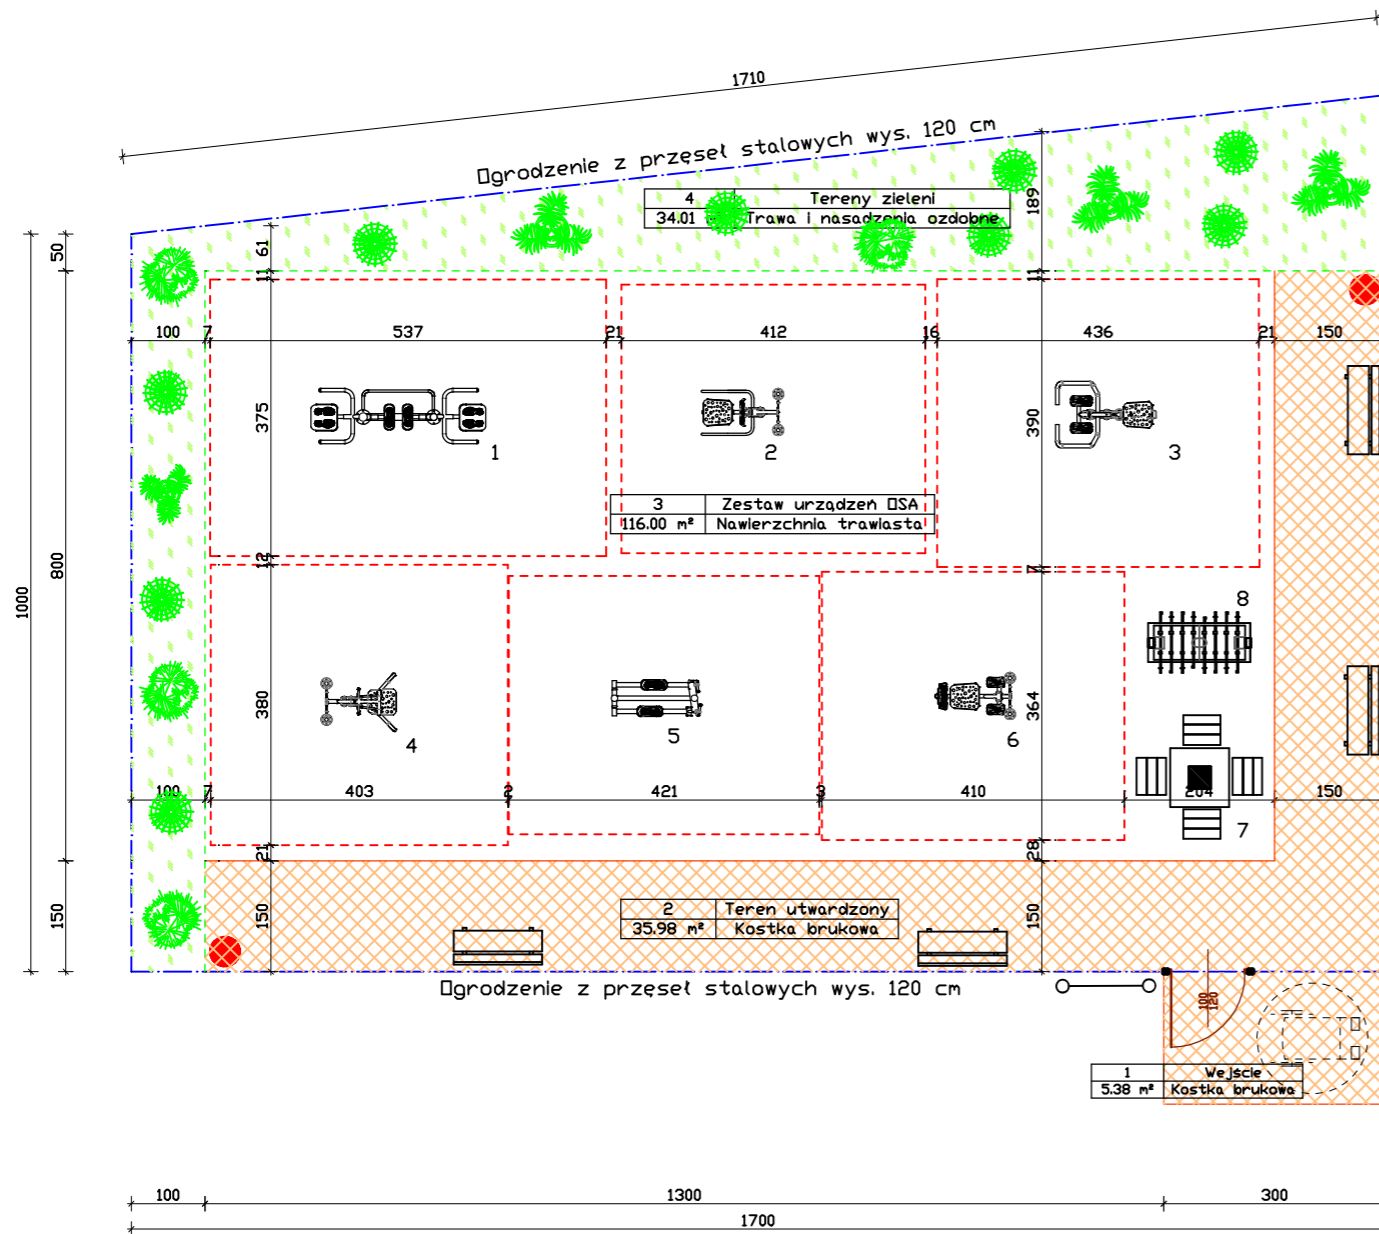 1710
Ogrodzenie z przęseł stalowych wys. 120 cm
4 Tereny zieleni
34.01 Trawa i nasadzenia ozdobne
189
50
61
11
11
100 7 537 21 412 16 436 21 150
375
390
1
2
3
3 Zestaw urządzeń OSA
116.00 m² Nawierzchnia trawiasta
12
7
800
1000
8
380
364
4
5
6
100 7 403 2 421 3 410 204 150
7
21
28
150
150
150
2 Teren utwardzony
35.98 m² Kostka brukowa
Ogrodzenie z przęseł stalowych wys. 120 cm
100
120
1 Wejście
5.38 m² Kostka brukowa
100 1300 300
1700